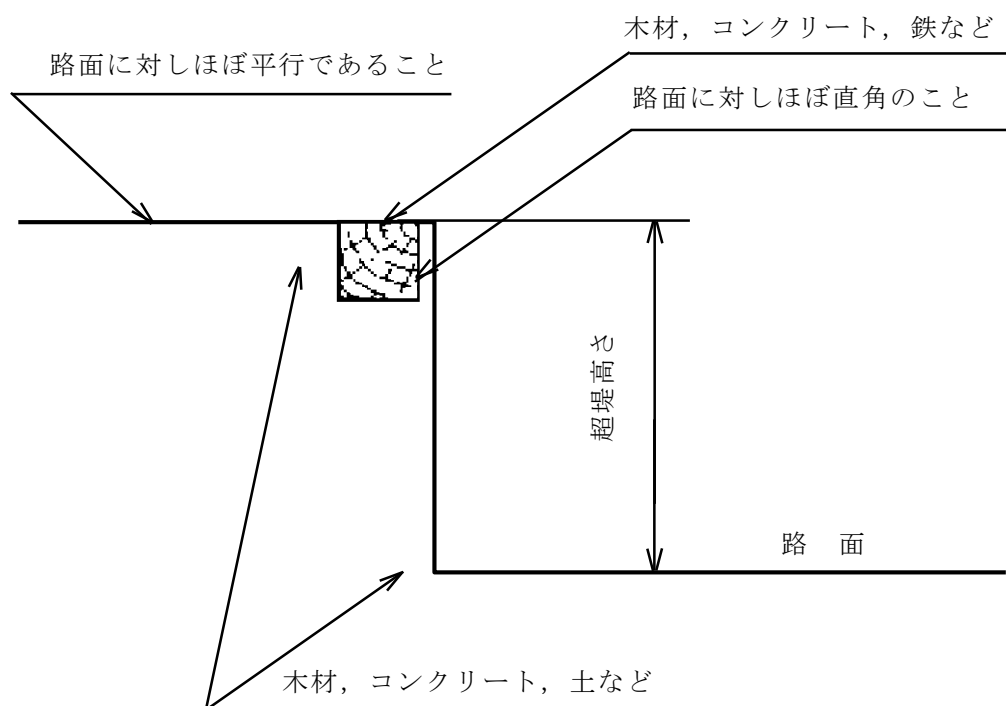 木材，コンクリート，鉄など
路面に対しほぼ平行であること
路面に対しほぼ直角のこと
超堤高さ
路　面
木材，コンクリート，土など